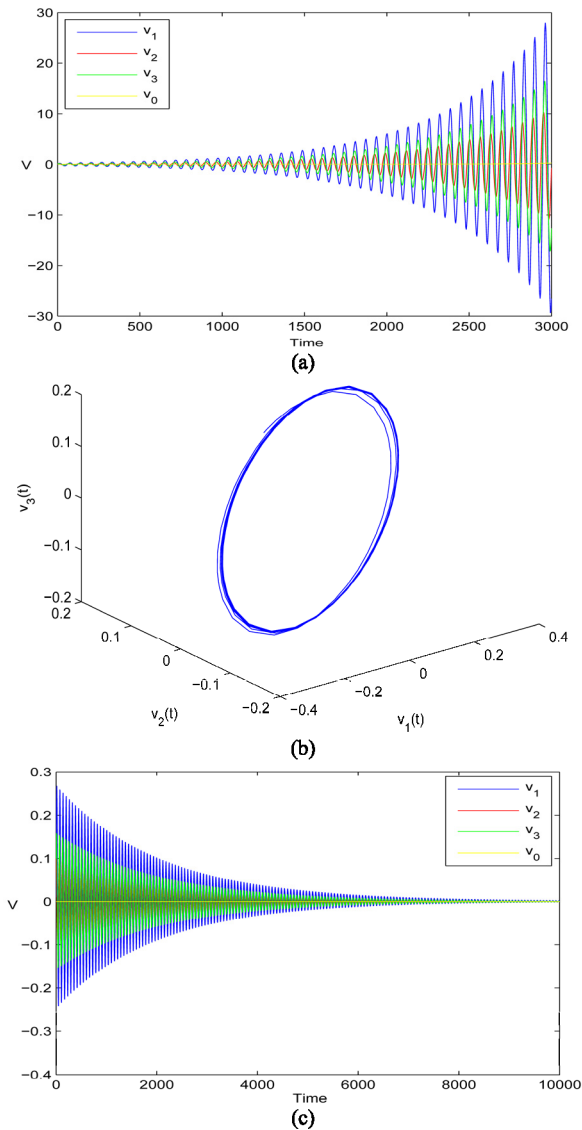 30
20
10
0
−10
−20
−30
V
v1
v2
v3
v0
0 500 1000 1500 2000 2500 3000
Time
(a)
0.2
0.1
0
−0.1
−0.2
v3(t)
0.2
0.1
0
−0.1
−0.2
v2(t)
−0.4
−0.2
0
0.2
0.4
v1(t)
(b)
0.3
0.2
0.1
0
−0.1
−0.2
−0.3
−0.4
V
v1
v2
v3
v0
0 2000 4000 6000 8000 10000
Time
(c)